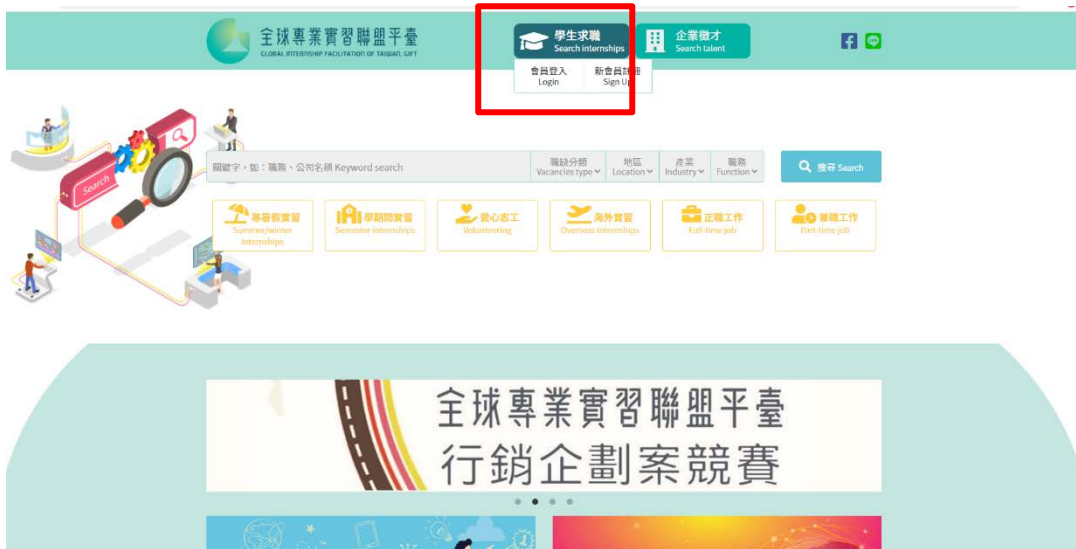 全球專業實習聯盟平臺
GLOBAL INTERNSHIP FACILITATION OF TAIWAN, GIFT
學生求職
Search internships
企業徵才
Search talent
會員登入
Login
新會員註冊
Sign Up
Search
關鍵字，如：職務、公司名稱 Keyword search
職缺分類
Vacancies type
地區
Location
產業
Industry
職務
Function
搜尋 Search
寒暑假實習
Summer/winter
internships
學期間實習
Semester internships
愛心志工
Volunteering
海外實習
Overseas internships
正職工作
Full-time job
兼職工作
Part-time job
全球專業實習聯盟平臺
行銷企劃案競賽